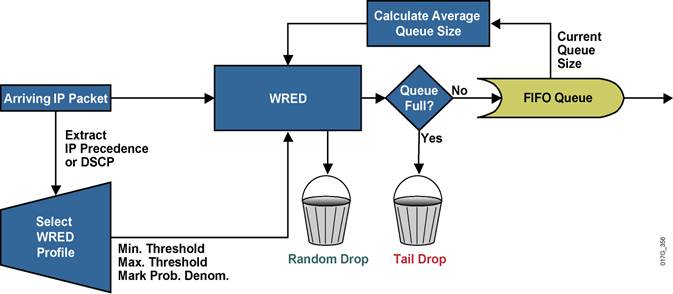 Calculate Average
Queue Size
Current
Queue
Size
Arriving IP Packet
WRED
Queue
Full?
No
FIFO Queue
Extract
IP Precedence
or DSCP
Yes
Select
WRED
Profile
Min. Threshold
Max. Threshold
Mark Prob. Denom.
Random Drop
Tail Drop
017G_356